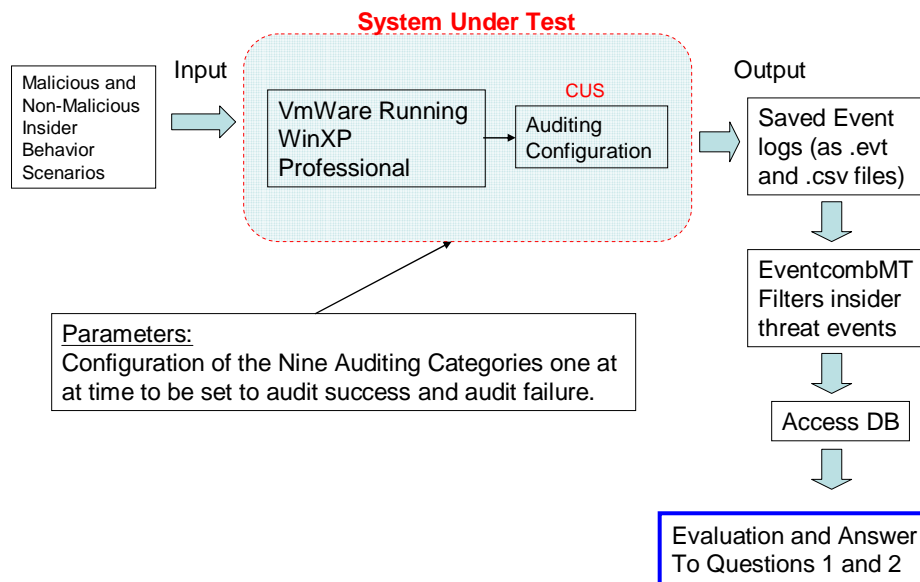 System Under Test
Input
Malicious and
Non-Malicious
Insider
Behavior
Scenarios
VmWare Running
WinXP
Professional
CUS
Auditing
Configuration
Output
Saved Event
logs (as .evt
and .csv files)
EventcombMT
Filters insider
threat events
Parameters:
Configuration of the Nine Auditing Categories one at
at time to be set to audit success and audit failure.
Access DB
Evaluation and Answer
To Questions 1 and 2